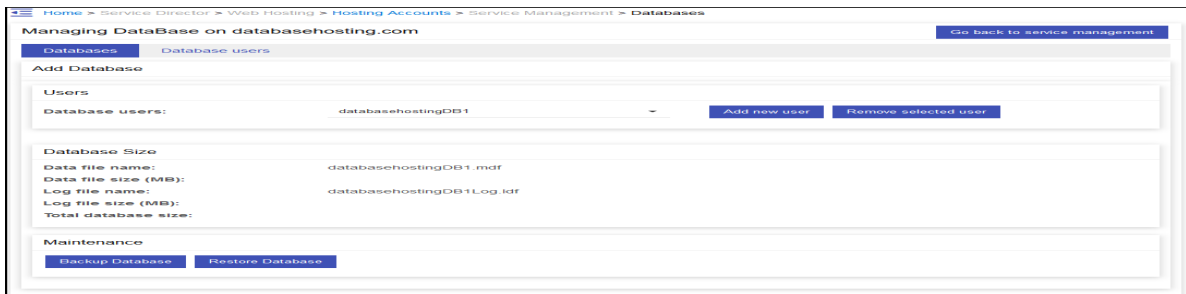 Home > Service Director > Web Hosting > Hosting Accounts > Service Management > Databases
Managing DataBase on databasehosting.com
Go back to service management
Databases Database users
Add Database
Users
Database users: databasehostingDB1 Add new user Remove selected user
Database Size
Data file name: databasehostingDB1.mdf
Data file size (MB):
Log file name: databasehostingDB1Log.ldf
Log file size (MB):
Total database size:
Maintenance
Backup Database Restore Database